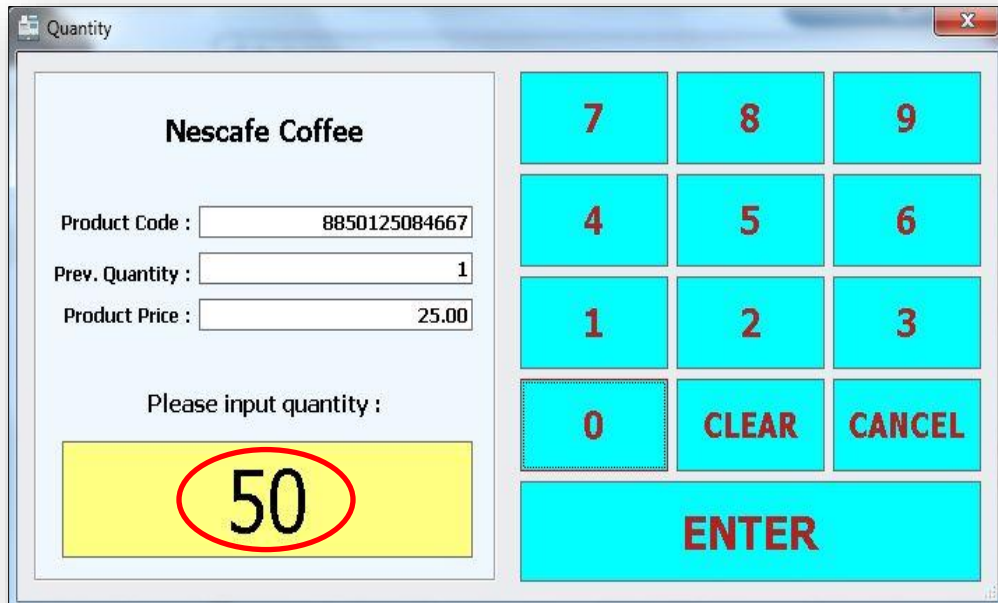 Quantity
Nescafe Coffee
Product Code : 8850125084667
Prev. Quantity : 1
Product Price : 25.00
Please input quantity :
50
7 8 9
4 5 6
1 2 3
0 CLEAR CANCEL
ENTER